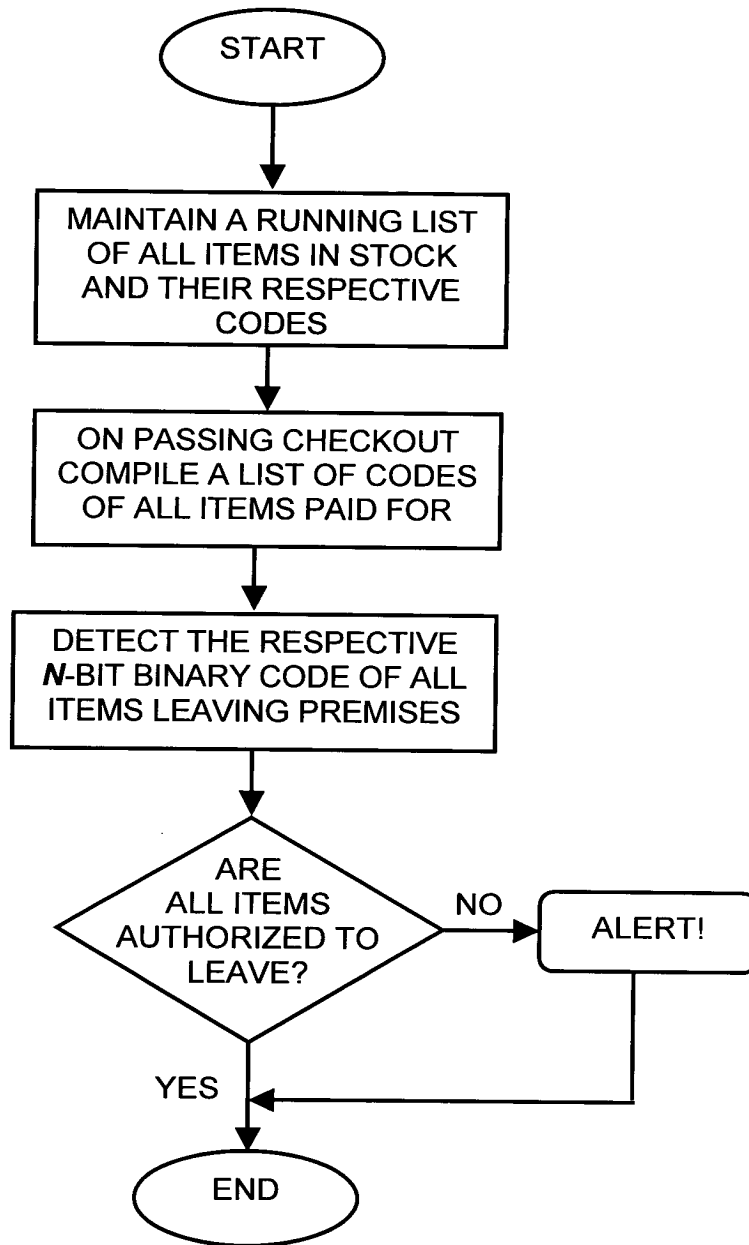 START
MAINTAIN A RUNNING LIST
OF ALL ITEMS IN STOCK
AND THEIR RESPECTIVE
CODES
ON PASSING CHECKOUT
COMPILE A LIST OF CODES
OF ALL ITEMS PAID FOR
DETECT THE RESPECTIVE
N-BIT BINARY CODE OF ALL
ITEMS LEAVING PREMISES
ARE
ALL ITEMS
AUTHORIZED TO
LEAVE?
NO
ALERT!
YES
END